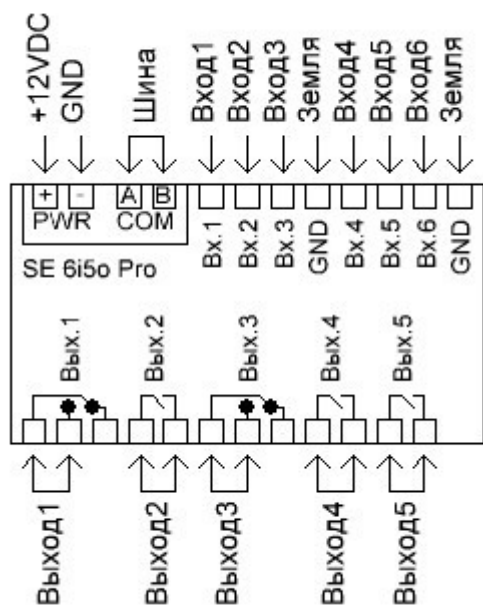 +12VDC
GND
Шина
Вход1
Вход2
Вход3
Земля
Вход4
Вход5
Вход6
Земля
+ - A B
PWR COM
Вх.1
Вх.2
Вх.3
GND
Вх.4
Вх.5
Вх.6
GND
SE 6i5o Pro
Вых.1
Вых.2
Вых.3
Вых.4
Вых.5
Выход1
Выход2
Выход3
Выход4
Выход5